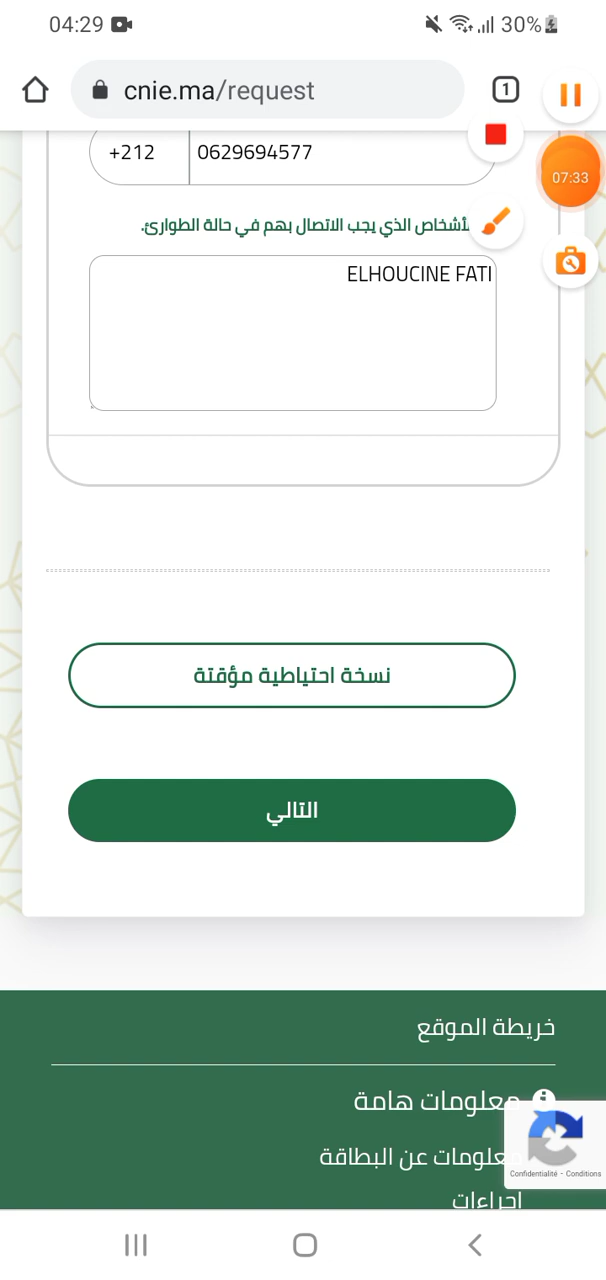 04:29 30%
cnie.ma/request 1
07:33
+212 0629694577
الذي يجب الاتصال بهم في حالة الطوارئ.
ELHOUCINE FATI
نسخة احتياطية مؤقتة
التالي
خريطة الموقع
معلومات هامة
معلومات عن البطاقة
Confidentialité - Conditions